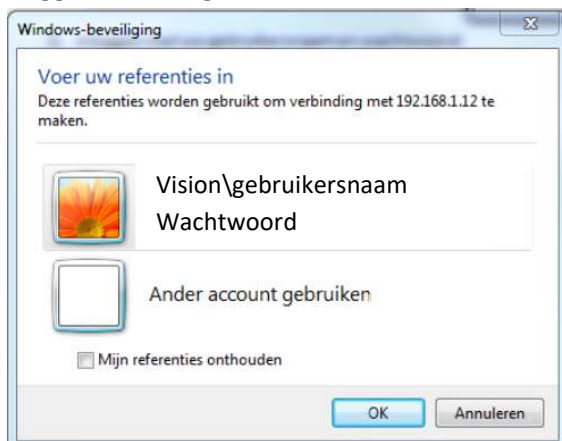 Windows-beveiliging
Voer uw referenties in
Deze referenties worden gebruikt om verbinding met 192.168.1.12 te
maken.
Vision\gebruikersnaam
Wachtwoord
Ander account gebruiken
Mijn referenties onthouden
OK
Annuleren